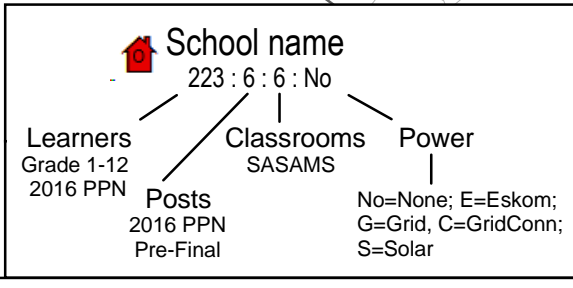 School name
223 : 6 : 6 : No
Learners
Grade 1-12
2016 PPN
Posts
2016 PPN
Pre-Final
Classrooms
SASAMS
Power
No=None; E=Eskom;
G=Grid, C=GridConn;
S=Solar